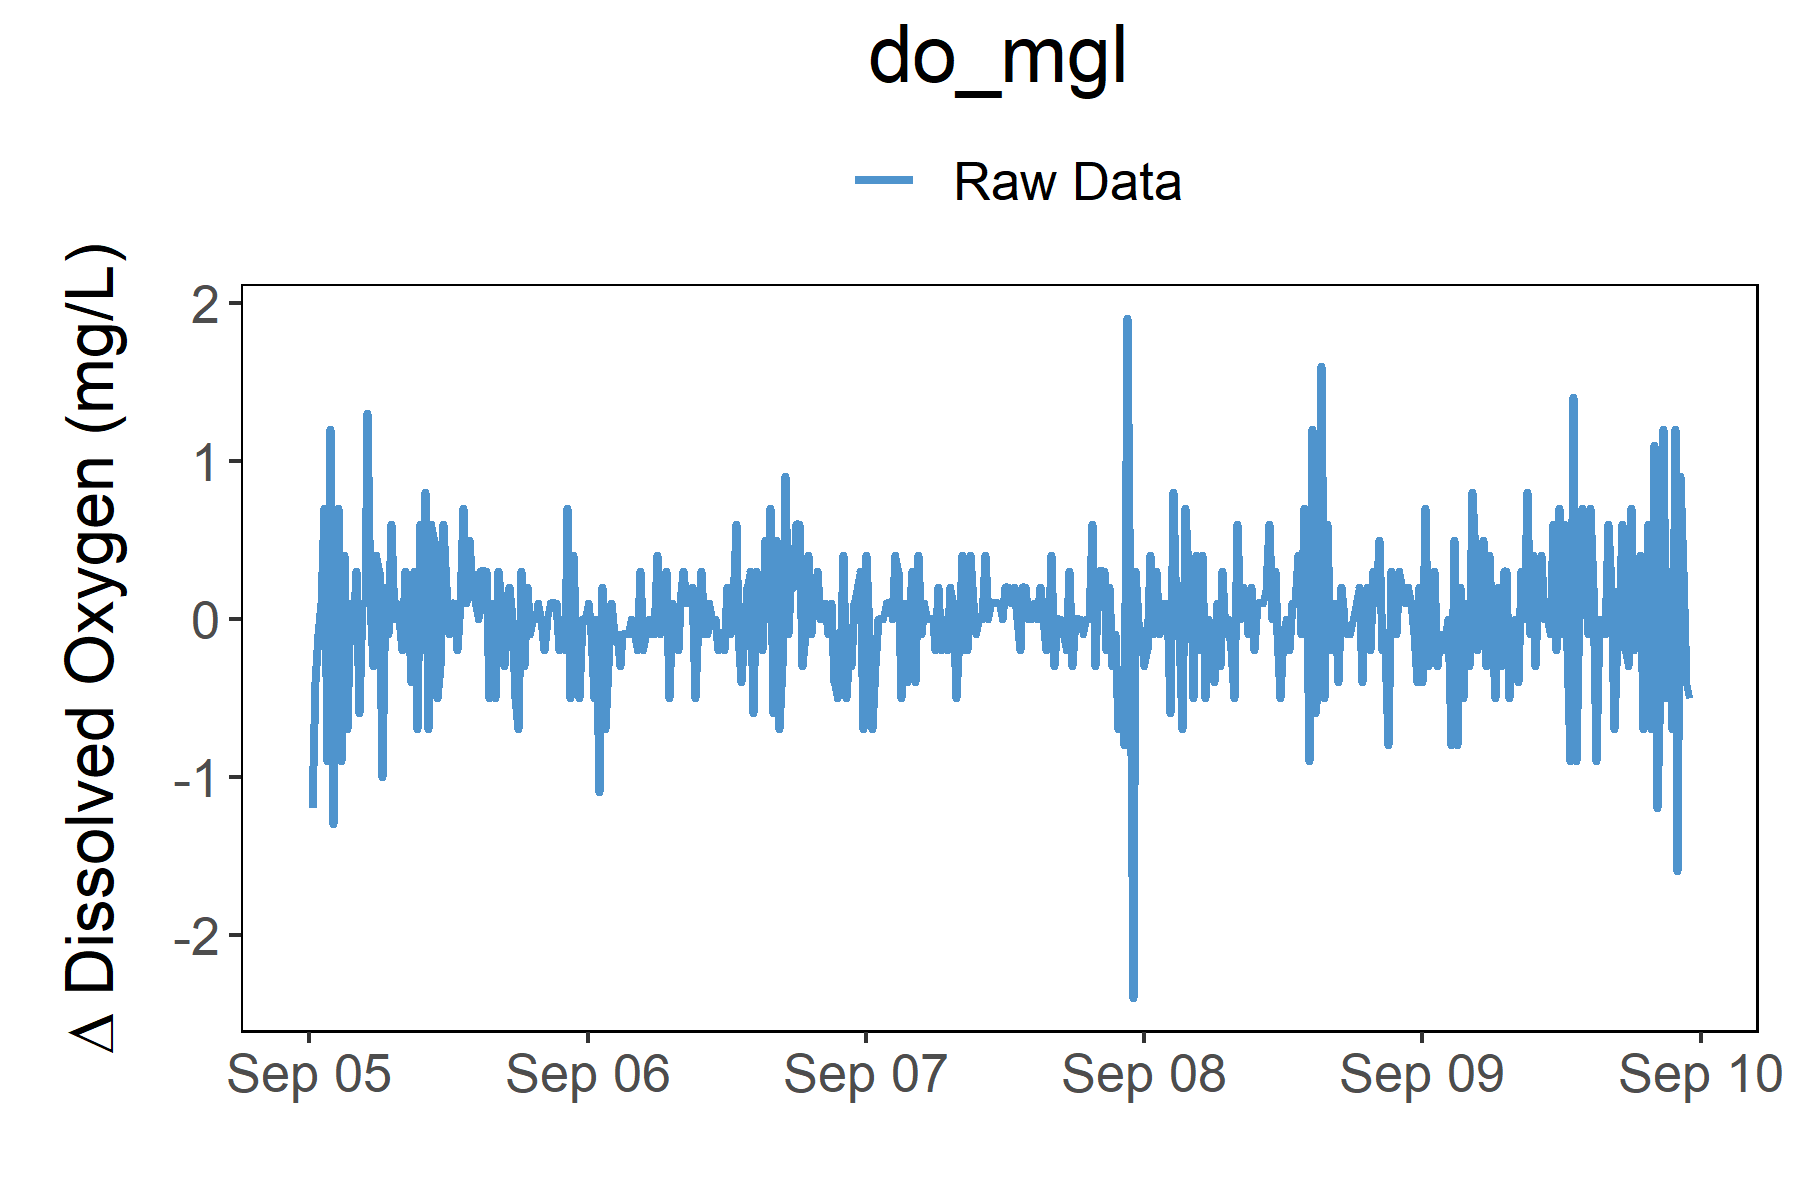 do_mgl
Raw Data
Δ Dissolved Oxygen (mg/L)
2
1
0
-1
-2
Sep 05
Sep 06
Sep 07
Sep 08
Sep 09
Sep 10